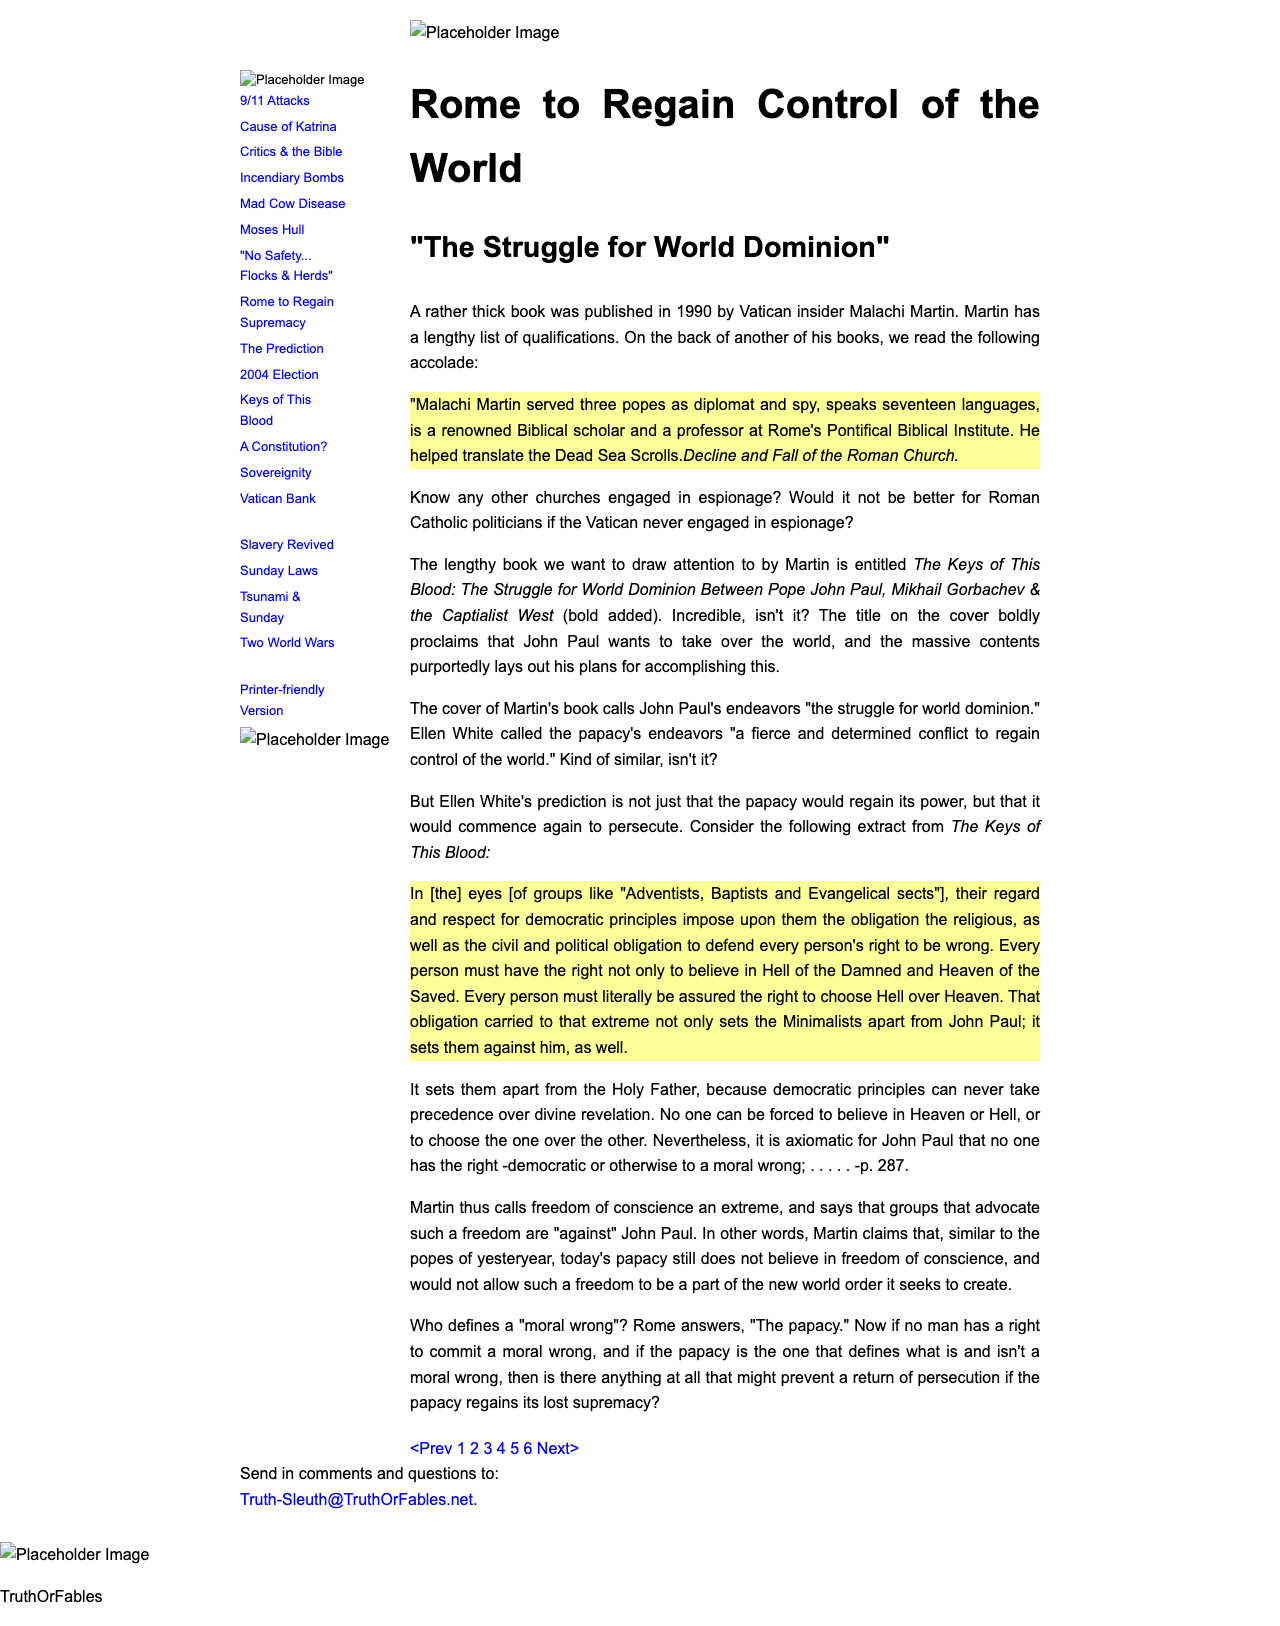 Placeholder Image
Placeholder Image
9/11 Attacks
Cause of Katrina
Critics & the Bible
Incendiary Bombs
Mad Cow Disease
Moses Hull
"No Safety...
Flocks & Herds"
Rome to Regain
Supremacy
The Prediction
2004 Election
Keys of This
Blood
A Constitution?
Sovereignity
Vatican Bank
Slavery Revived
Sunday Laws
Tsunami &
Sunday
Two World Wars
Printer-friendly
Version
Placeholder Image
Rome to Regain Control of the
World
"The Struggle for World Dominion"
A rather thick book was published in 1990 by Vatican insider Malachi Martin. Martin has
a lengthy list of qualifications. On the back of another of his books, we read the following
accolade:
"Malachi Martin served three popes as diplomat and spy, speaks seventeen languages,
is a renowned Biblical scholar and a professor at Rome's Pontifical Biblical Institute. He
helped translate the Dead Sea Scrolls.Decline and Fall of the Roman Church.
Know any other churches engaged in espionage? Would it not be better for Roman
Catholic politicians if the Vatican never engaged in espionage?
The lengthy book we want to draw attention to by Martin is entitled The Keys of This
Blood: The Struggle for World Dominion Between Pope John Paul, Mikhail Gorbachev &
the Captialist West (bold added). Incredible, isn't it? The title on the cover boldly
proclaims that John Paul wants to take over the world, and the massive contents
purportedly lays out his plans for accomplishing this.
The cover of Martin's book calls John Paul's endeavors "the struggle for world dominion."
Ellen White called the papacy's endeavors "a fierce and determined conflict to regain
control of the world." Kind of similar, isn't it?
But Ellen White's prediction is not just that the papacy would regain its power, but that it
would commence again to persecute. Consider the following extract from The Keys of
This Blood:
In [the] eyes [of groups like "Adventists, Baptists and Evangelical sects"], their regard
and respect for democratic principles impose upon them the obligation the religious, as
well as the civil and political obligation to defend every person's right to be wrong. Every
person must have the right not only to believe in Hell of the Damned and Heaven of the
Saved. Every person must literally be assured the right to choose Hell over Heaven. That
obligation carried to that extreme not only sets the Minimalists apart from John Paul; it
sets them against him, as well.
It sets them apart from the Holy Father, because democratic principles can never take
precedence over divine revelation. No one can be forced to believe in Heaven or Hell, or
to choose the one over the other. Nevertheless, it is axiomatic for John Paul that no one
has the right -democratic or otherwise to a moral wrong; . . . . . -p. 287.
Martin thus calls freedom of conscience an extreme, and says that groups that advocate
such a freedom are "against" John Paul. In other words, Martin claims that, similar to the
popes of yesteryear, today's papacy still does not believe in freedom of conscience, and
would not allow such a freedom to be a part of the new world order it seeks to create.
Who defines a "moral wrong"? Rome answers, "The papacy." Now if no man has a right
to commit a moral wrong, and if the papacy is the one that defines what is and isn't a
moral wrong, then is there anything at all that might prevent a return of persecution if the
papacy regains its lost supremacy?
<Prev 1 2 3 4 5 6 Next>
Send in comments and questions to:
Truth-Sleuth@TruthOrFables.net.
Placeholder Image
TruthOrFables